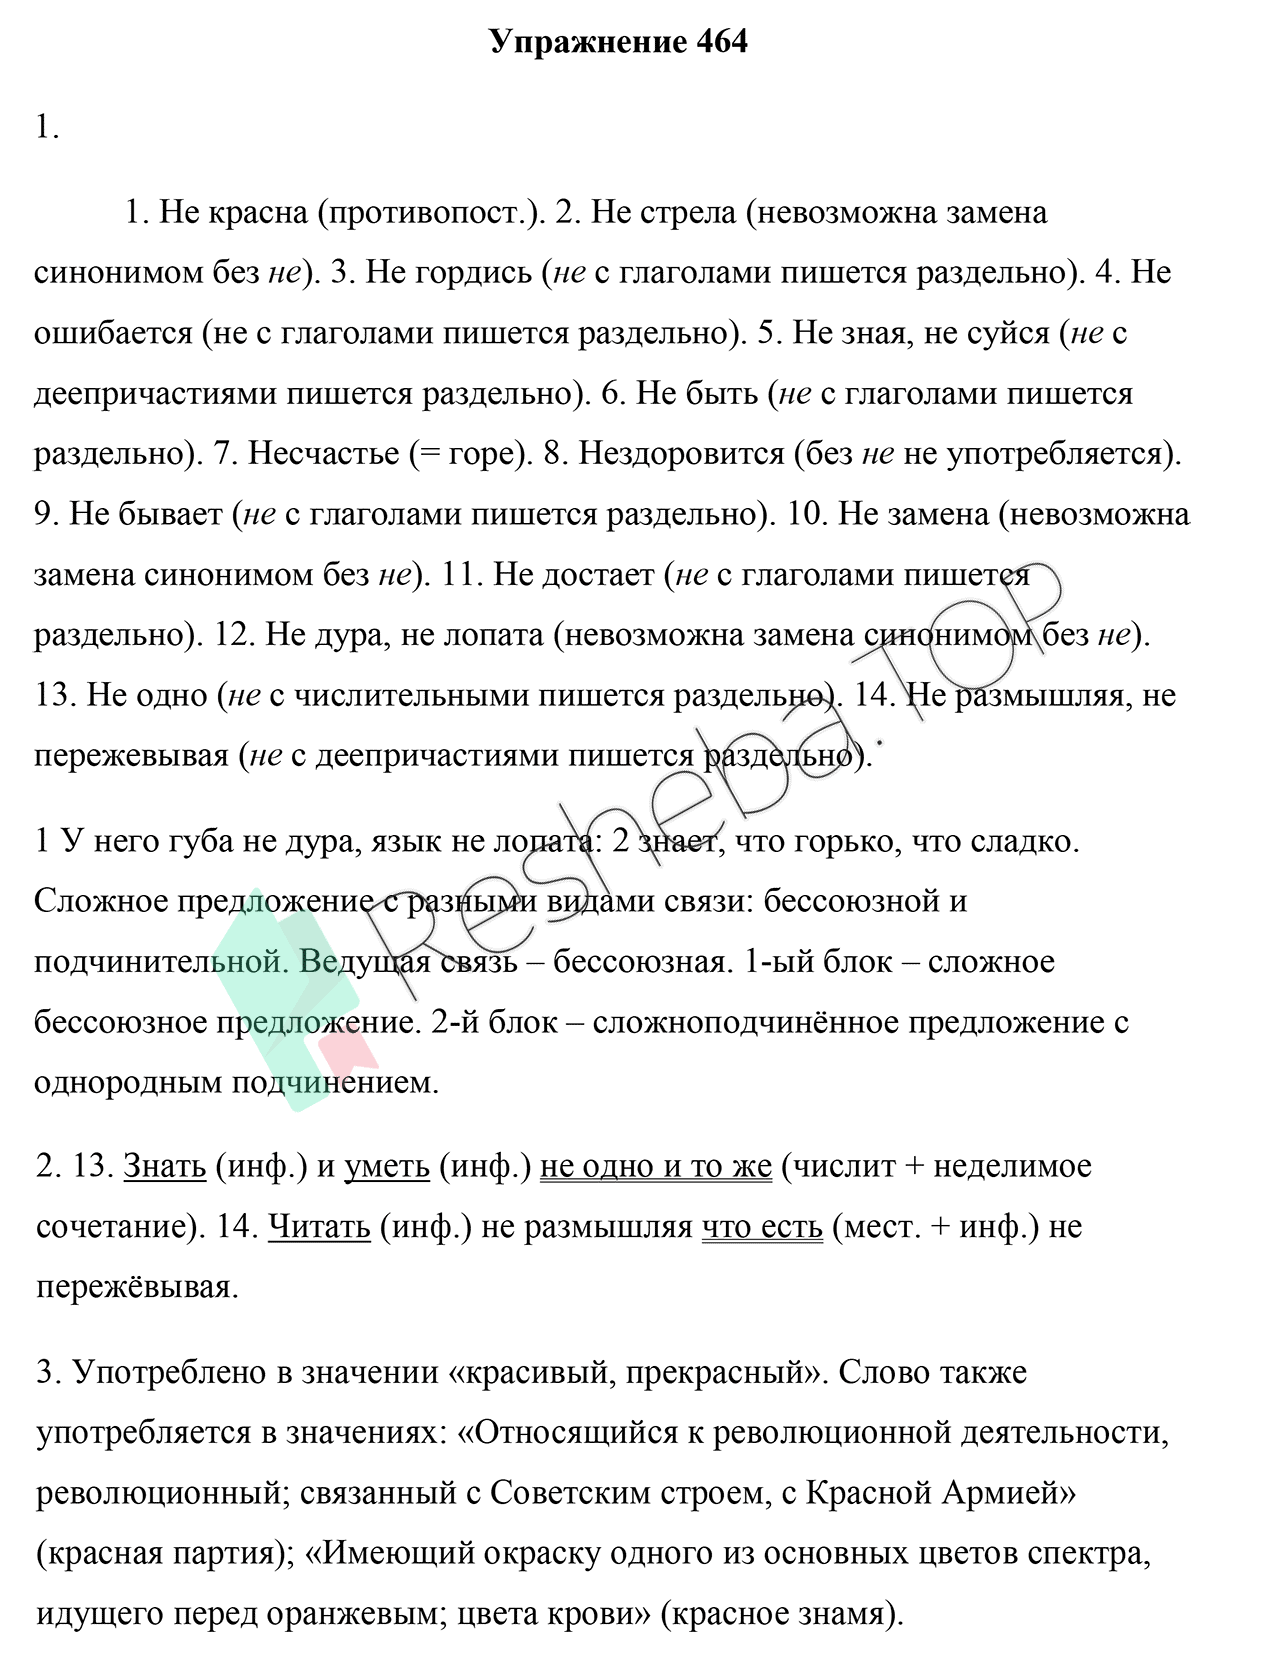 Упражнение 464
1.
1. Не красна (противопост.). 2. Не стрела (невозможна замена
синонимом без не). 3. Не гордись (не с глаголами пишется раздельно). 4. Не
ошибается (не с глаголами пишется раздельно). 5. Не зная, не суйся (не с
деепричастиями пишется раздельно). 6. Не быть (не с глаголами пишется
раздельно). 7. Несчастье (= горе). 8. Нездоровится (без не не употребляется).
9. Не бывает (не с глаголами пишется раздельно). 10. Не замена (невозможна
замена синонимом без не). 11. Не достает (не с глаголами пишется
раздельно). 12. Не дура, не лопата (невозможна замена синонимом без не).
13. Не одно (не с числительными пишется раздельно). 14. Не размышляя, не
пережевывая (не с деепричастиями пишется раздельно).
1 У него губа не дура, язык не лопата: 2 знает, что горько, что сладко.
Сложное предложение с разными видами связи: бессоюзной и
подчинительной. Ведущая связь – бессоюзная. 1-ый блок – сложное
бессоюзное предложение. 2-й блок – сложноподчинённое предложение с
однородным подчинением.
2. 13. Знать (инф.) и уметь (инф.) не одно и то же (числит + неделимое
сочетание). 14. Читать (инф.) не размышляя что есть (мест. + инф.) не
пережёвывая.
3. Употреблено в значении «красивый, прекрасный». Слово также
употребляется в значениях: «Относящийся к революционной деятельности,
революционный; связанный с Советским строем, с Красной Армией»
(красная партия); «Имеющий окраску одного из основных цветов спектра,
идущего перед оранжевым; цвета крови» (красное знамя).
Resheba.TOP